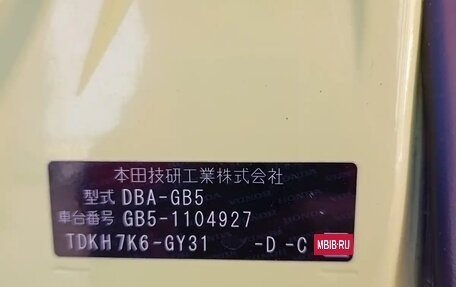 本田技研工業株式会社
型式 DBA-GB5
車台番号 GB5-1104927
TDKH7K6-GY31 -D -C
MBIB.RU